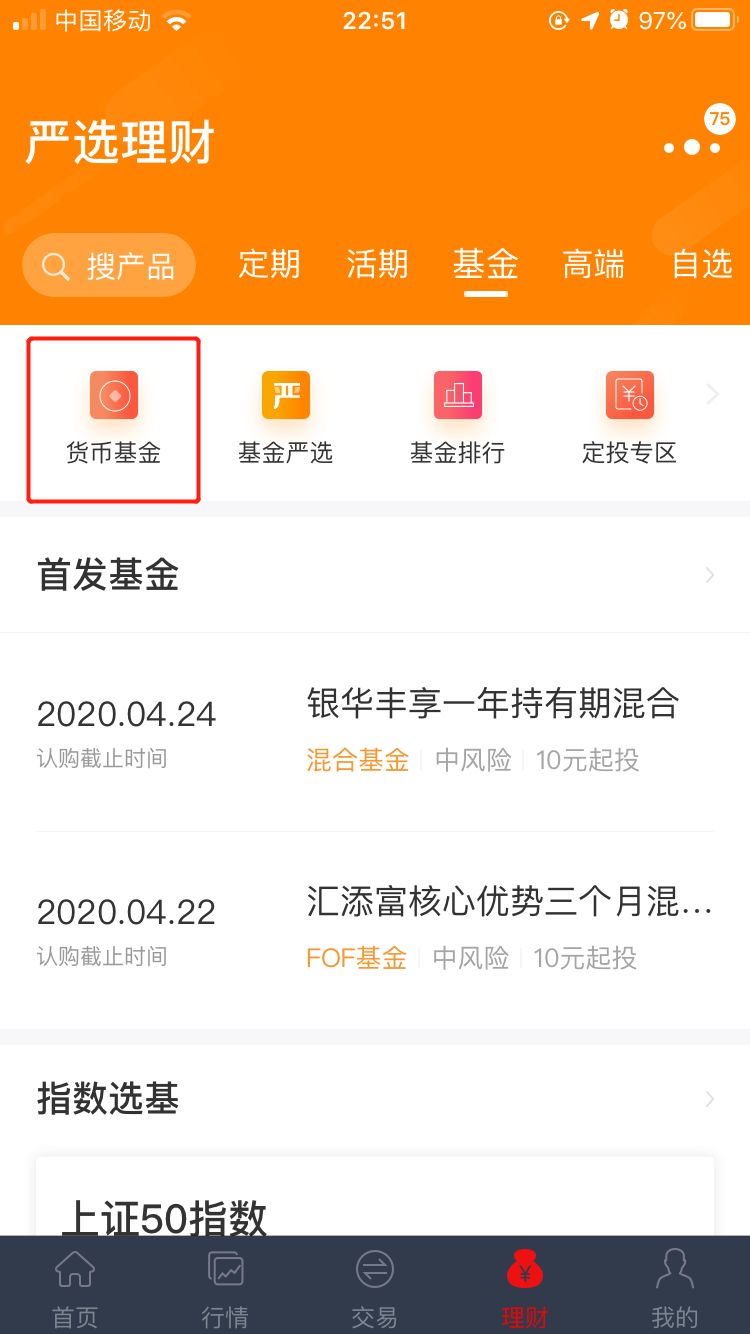 中国移动 22:51 97%
严选理财
75
搜产品 定期 活期 基金 高端 自选
严
货币基金 基金严选 基金排行 定投专区
首发基金
2020.04.24 银华丰享一年持有期混合
认购截止时间 混合基金 中风险 10元起投
2020.04.22 汇添富核心优势三个月混...
认购截止时间 FOF基金 中风险 10元起投
指数选基
上证50指数
首页 行情 交易 理财 我的